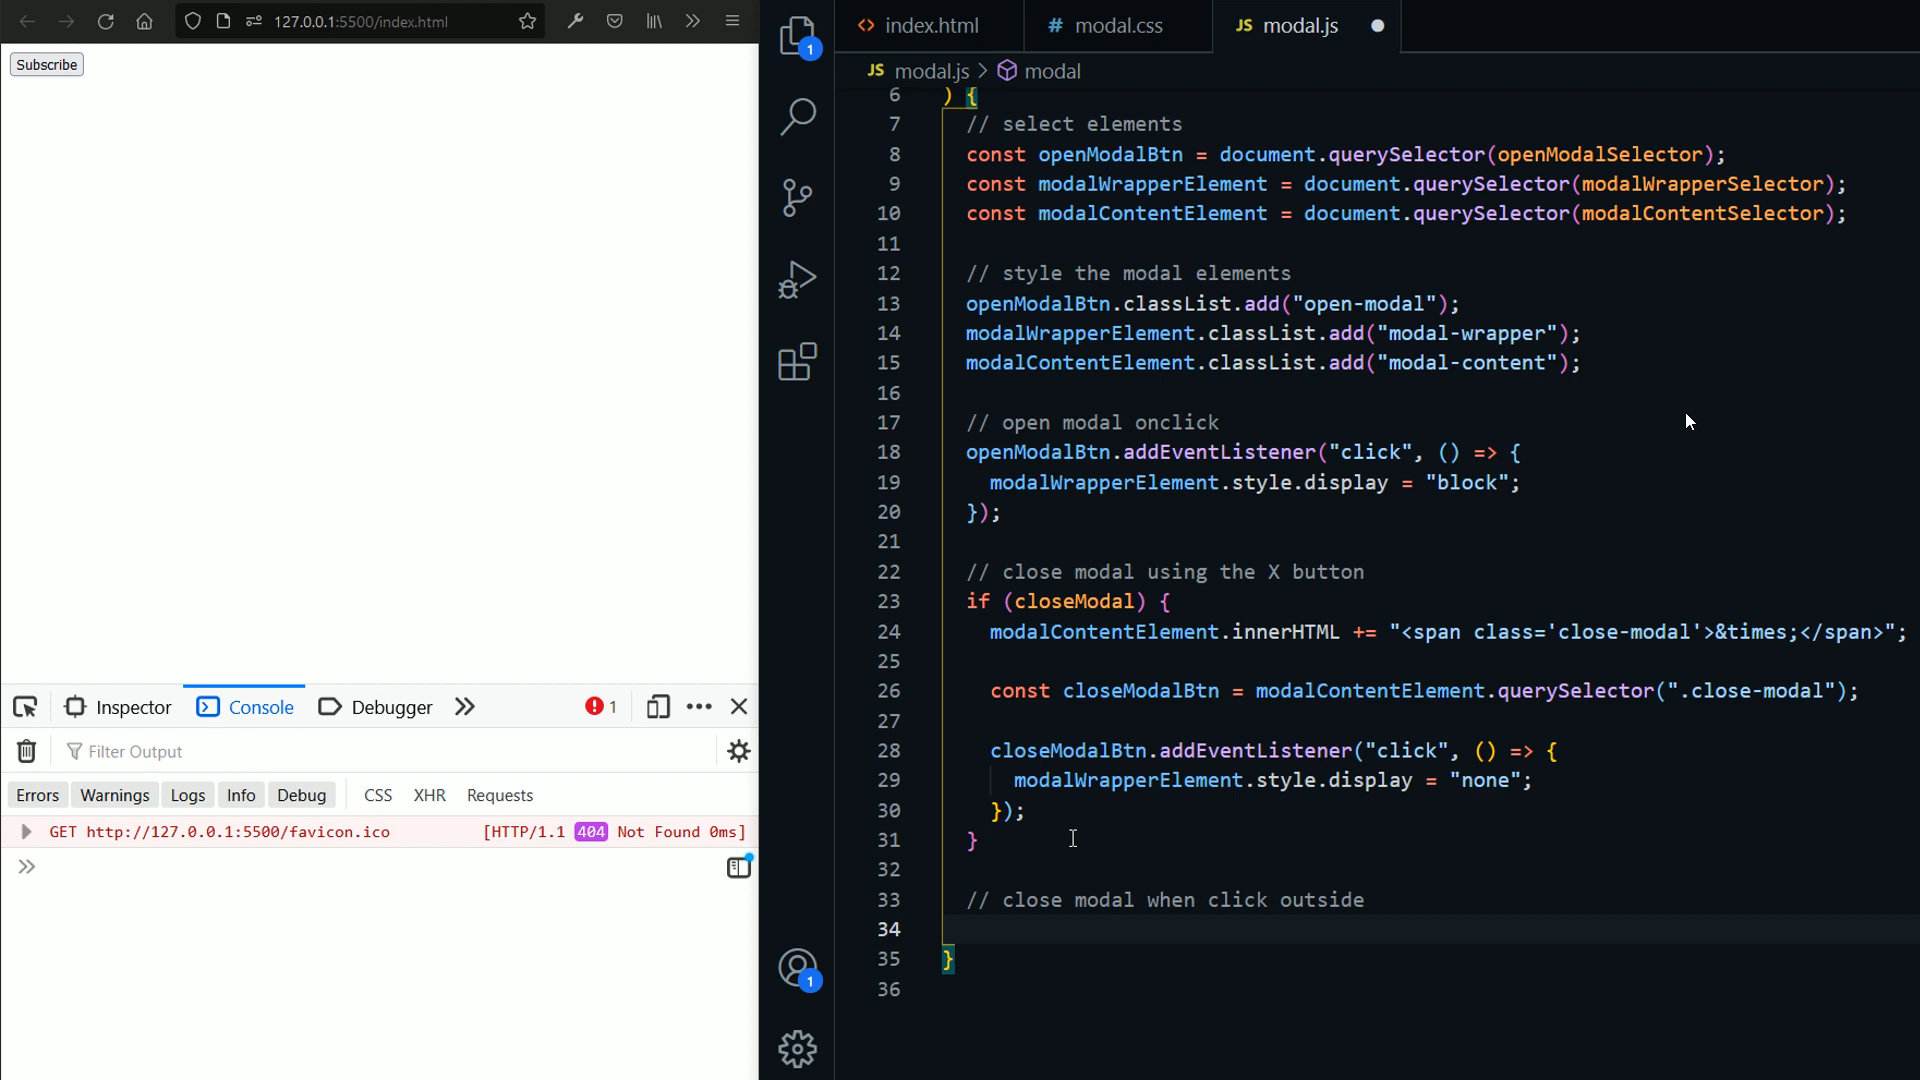 127.0.0.1:5500/index.html
Subscribe
Inspector Console Debugger 1
Filter Output
Errors Warnings Logs Info Debug CSS XHR Requests
GET http://127.0.0.1:5500/favicon.ico [HTTP/1.1 404 Not Found 0ms]
1
1
<> index.html # modal.css JS modal.js
JS modal.js > modal
6 ) {
7 // select elements
8 const openModalBtn = document.querySelector(openModalSelector);
9 const modalWrapperElement = document.querySelector(modalWrapperSelector);
10 const modalContentElement = document.querySelector(modalContentSelector);
11
12 // style the modal elements
13 openModalBtn.classList.add("open-modal");
14 modalWrapperElement.classList.add("modal-wrapper");
15 modalContentElement.classList.add("modal-content");
16
17 // open modal onclick
18 openModalBtn.addEventListener("click", () => {
19 modalWrapperElement.style.display = "block";
20 });
21
22 // close modal using the X button
23 if (closeModal) {
24 modalContentElement.innerHTML += "<span class='close-modal'>&times;</span>";
25
26 const closeModalBtn = modalContentElement.querySelector(".close-modal");
27
28 closeModalBtn.addEventListener("click", () => {
29 modalWrapperElement.style.display = "none";
30 });
31 }
32
33 // close modal when click outside
34
35 }
36